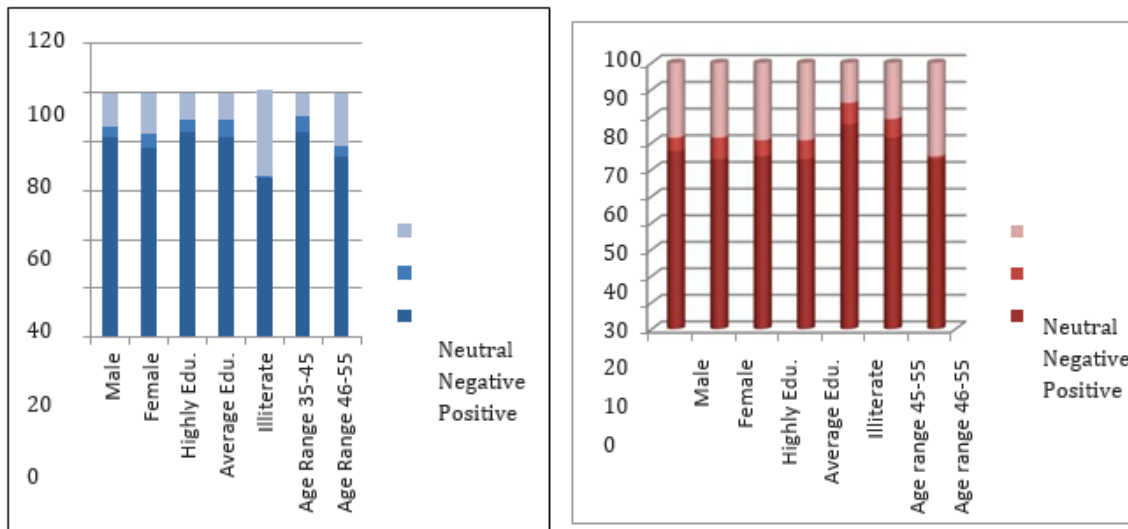 120
100
80
60
40
20
0
Male
Female
Highly Edu.
Average Edu.
Illiterate
Age Range 35-45
Age Range 46-55
Neutral
Negative
Positive
100
90
80
70
60
50
40
30
20
10
0
Male
Female
Highly Edu.
Average Edu.
Illiterate
Age range 45-55
Age range 46-55
Neutral
Negative
Positive